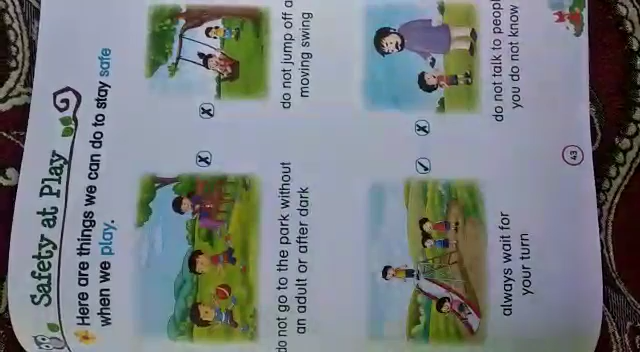 Safety at Play
Here are things we can do to stay safe
when we play.
do not go to the park without
an adult or after dark
do not jump off a
moving swing
always wait for
your turn
do not talk to
you do not know
43